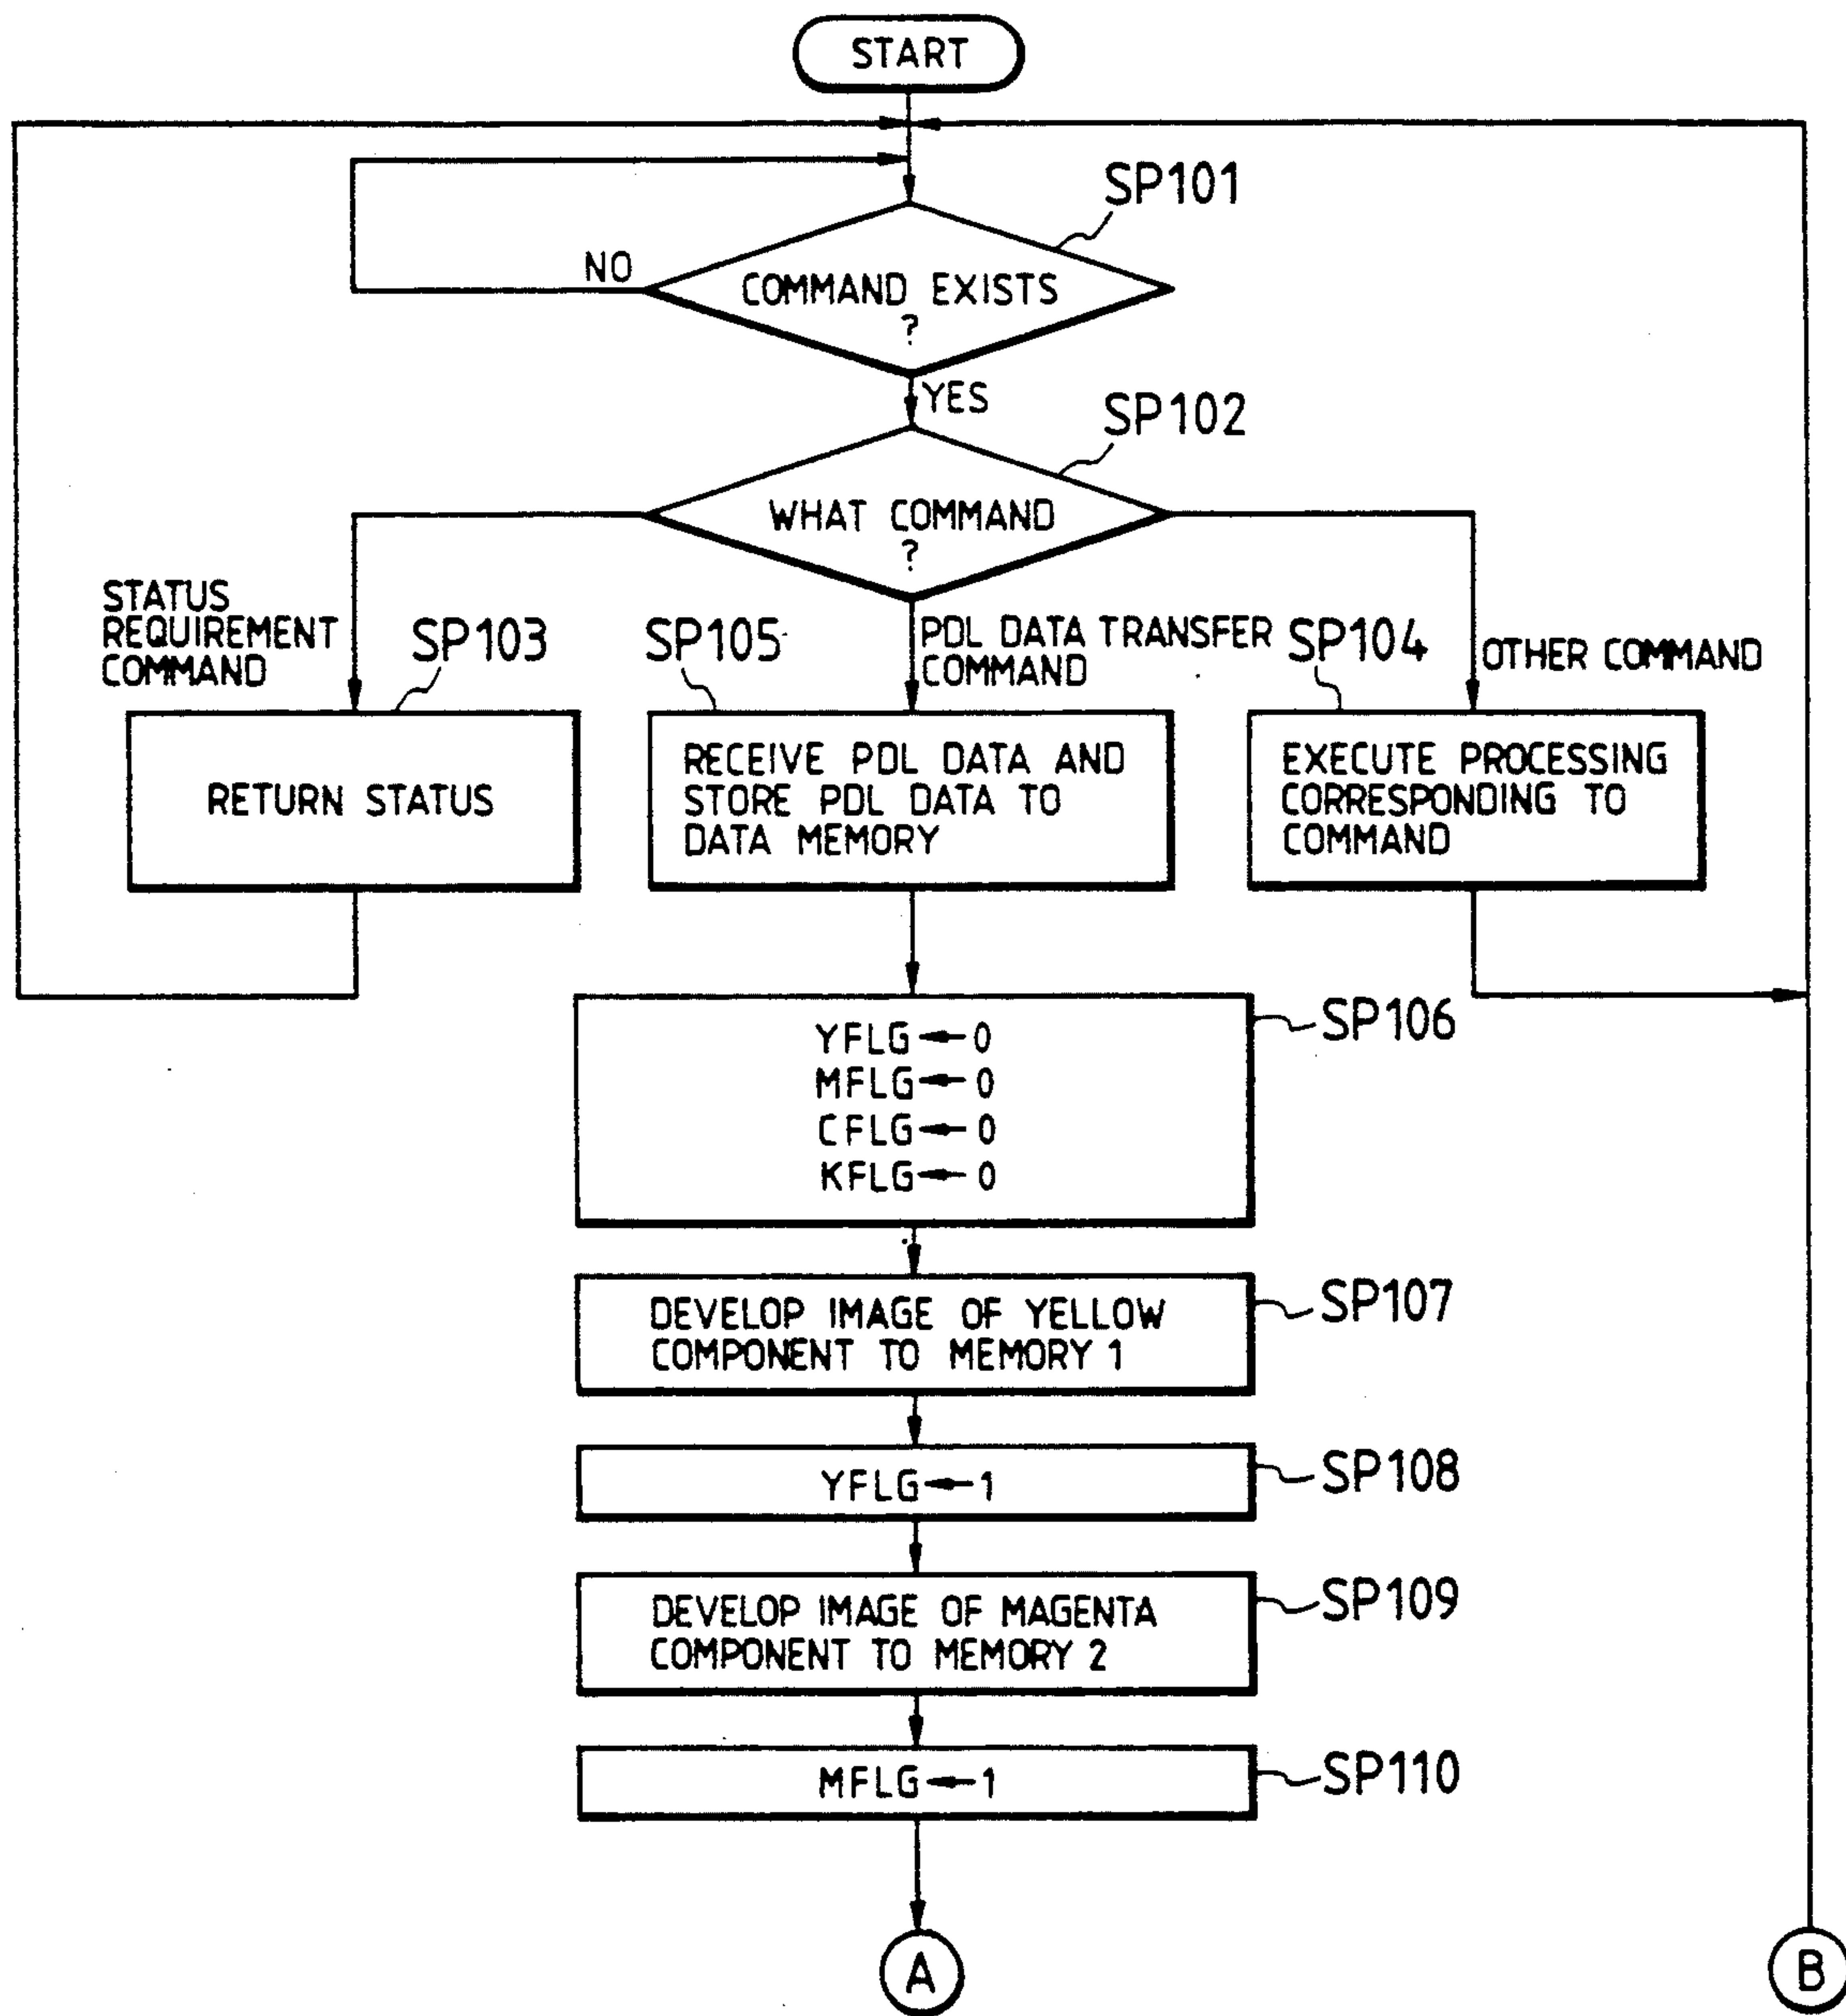 START
SP101
NO
COMMAND EXISTS
?
YES
SP102
WHAT COMMAND
?
STATUS
REQUIREMENT
COMMAND
SP103
SP105
PDL DATA TRANSFER
COMMAND
SP104
OTHER COMMAND
RETURN STATUS
RECEIVE PDL DATA AND
STORE PDL DATA TO
DATA MEMORY
EXECUTE PROCESSING
CORRESPONDING TO
COMMAND
SP106
YFLG←0
MFLG←0
CFLG←0
KFLG←0
SP107
DEVELOP IMAGE OF YELLOW
COMPONENT TO MEMORY 1
SP108
YFLG←1
SP109
DEVELOP IMAGE OF MAGENTA
COMPONENT TO MEMORY 2
SP110
MFLG←1
A
B